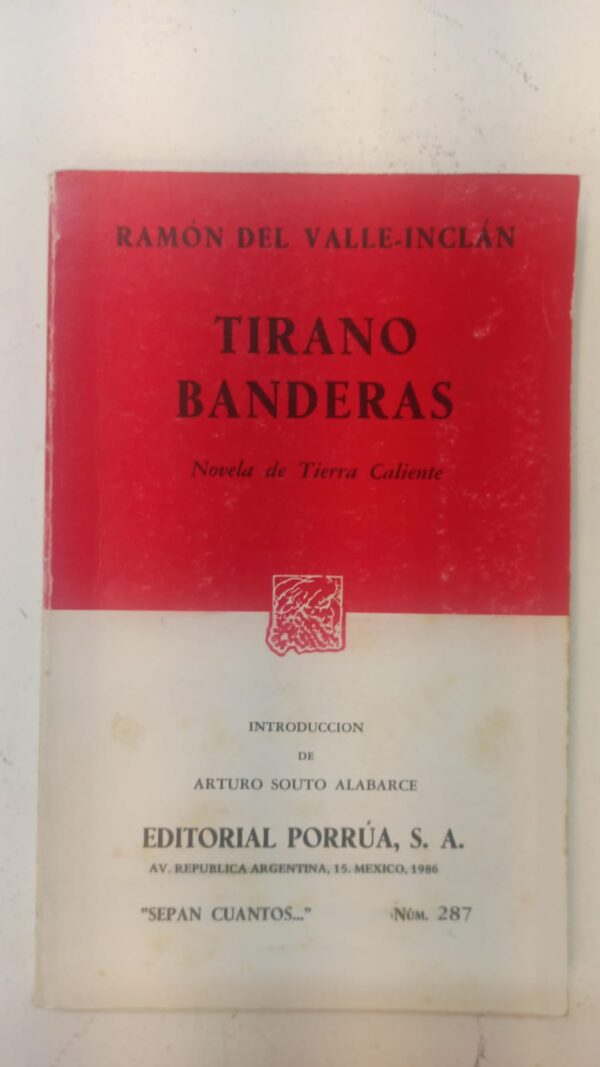 RAMÓN DEL VALLE-INCLÁN
TIRANO
BANDERAS
Novela de Tierra Caliente
INTRODUCCION
DE
ARTURO SOUTO ALABARCE
EDITORIAL PORRÚA, S. A.
AV. REPUBLICA ARGENTINA, 15. MEXICO, 1986
"SEPAN CUANTOS..." NÚM. 287